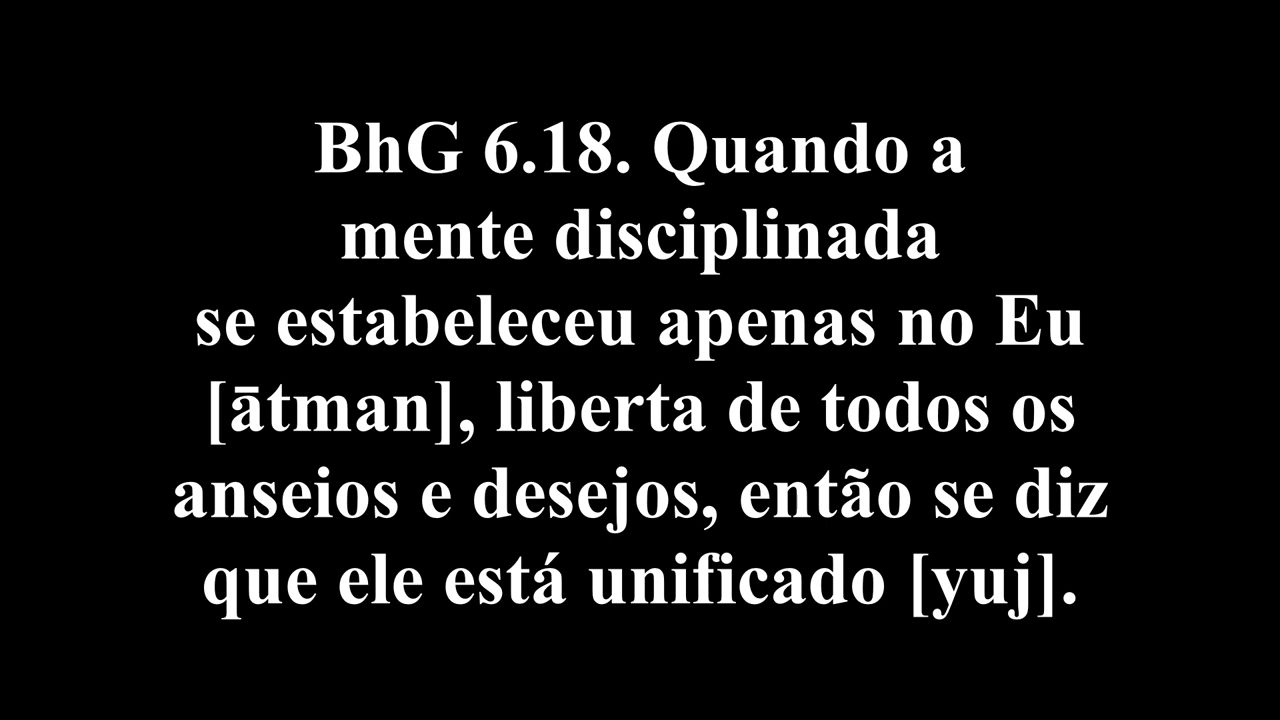 BhG 6.18. Quando a
mente disciplinada
se estabeleceu apenas no Eu
[ātman], liberta de todos os
anseios e desejos, então se diz
que ele está unificado [yuj].